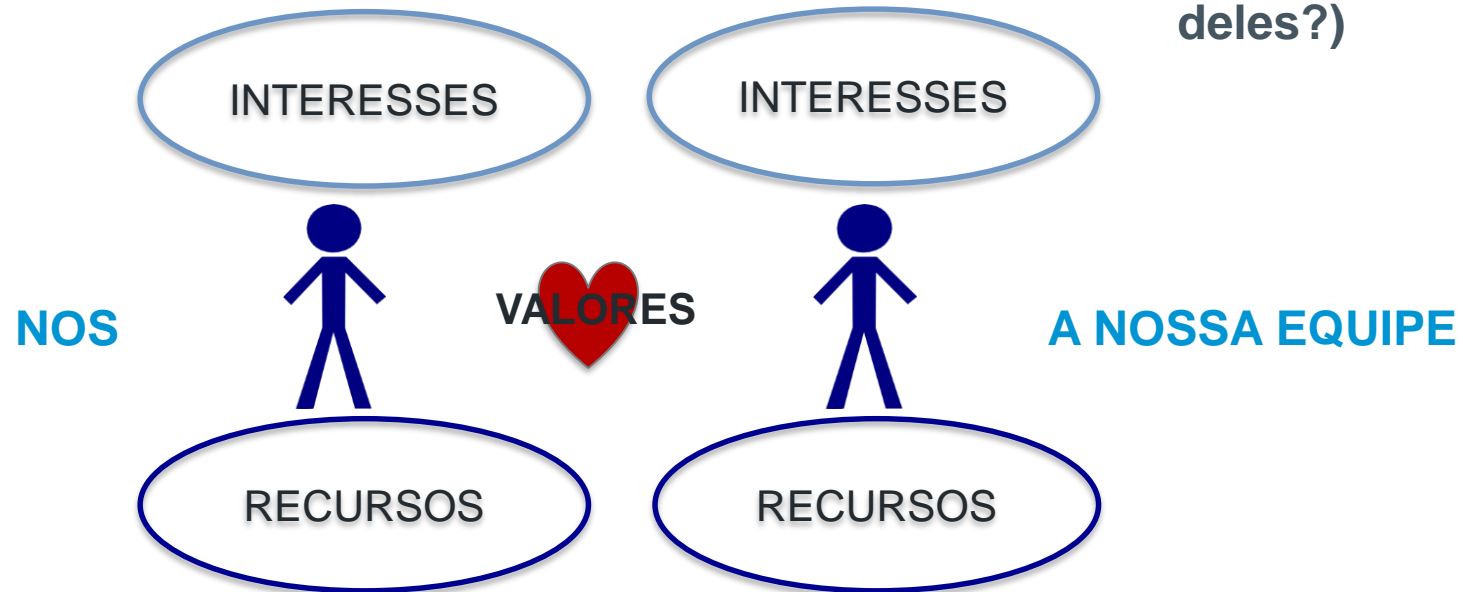 deles?)
INTERESSES
INTERESSES
NOS
VALORES
A NOSSA EQUIPE
RECURSOS
RECURSOS